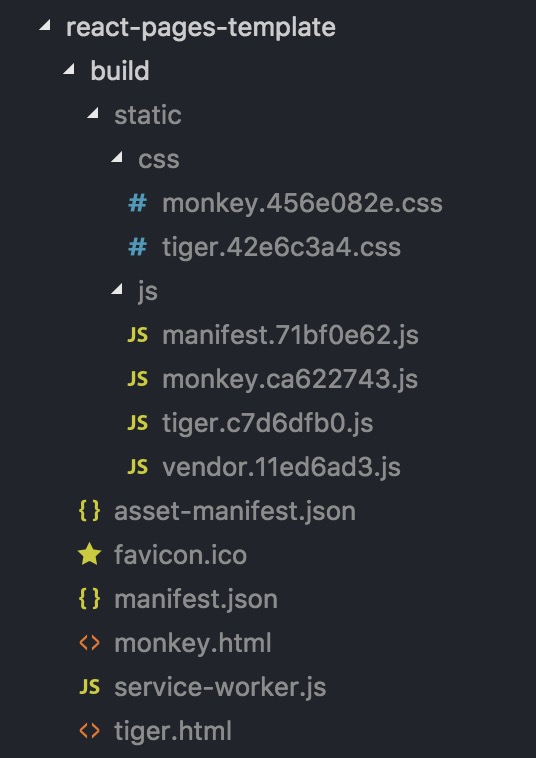 react-pages-template
build
static
css
# monkey.456e082e.css
# tiger.42e6c3a4.css
js
JS manifest.71bf0e62.js
JS monkey.ca622743.js
JS tiger.c7d6dfb0.js
JS vendor.11ed6ad3.js
{} asset-manifest.json
favicon.ico
{} manifest.json
<> monkey.html
JS service-worker.js
<> tiger.html